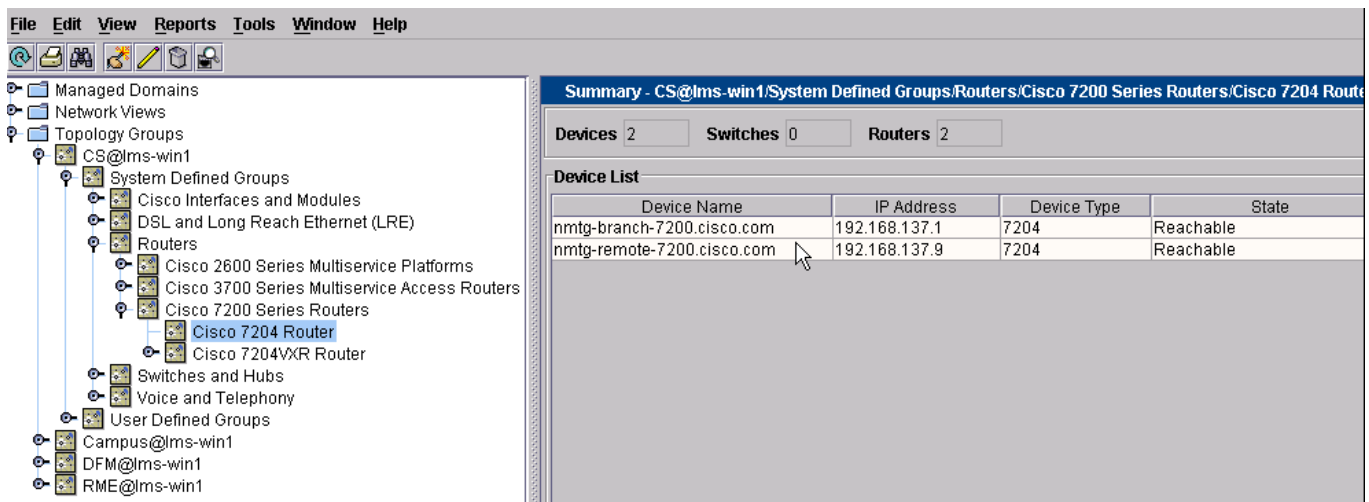 File Edit View Reports Tools Window Help
Managed Domains
Network Views
Topology Groups
CS@lms-win1
System Defined Groups
Cisco Interfaces and Modules
DSL and Long Reach Ethernet (LRE)
Routers
Cisco 2600 Series Multiservice Platforms
Cisco 3700 Series Multiservice Access Routers
Cisco 7200 Series Routers
Cisco 7204 Router
Cisco 7204VXR Router
Switches and Hubs
Voice and Telephony
User Defined Groups
Campus@lms-win1
DFM@lms-win1
RME@lms-win1
Summary - CS@lms-win1/System Defined Groups/Routers/Cisco 7200 Series Routers/Cisco 7204 Route
Devices 2 Switches 0 Routers 2
Device List
Device Name IP Address Device Type State
nmtg-branch-7200.cisco.com 192.168.137.1 7204 Reachable
nmtg-remote-7200.cisco.com 192.168.137.9 7204 Reachable